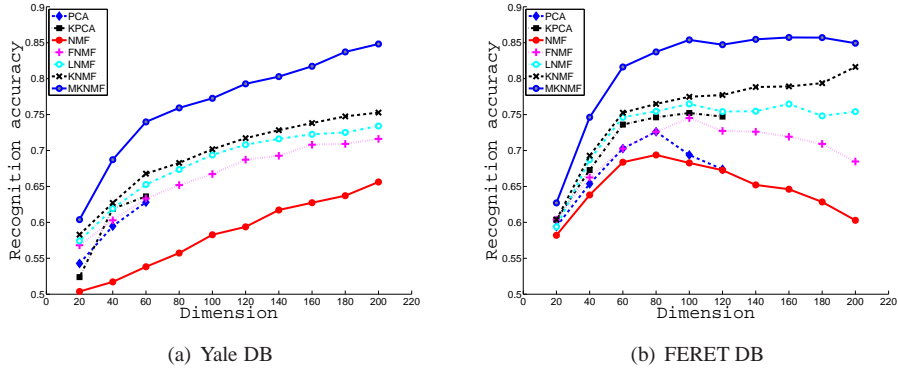 PCA
KPCA
NMF
FNMF
LNMF
KNMF
MKNMF
Recognition accuracy
0.9
0.85
0.8
0.75
0.7
0.65
0.6
0.55
0.5
0 20 40 60 80 100 120 140 160 180 200 220
Dimension
(a) Yale DB
PCA
KPCA
NMF
FNMF
LNMF
KNMF
MKNMF
Recognition accuracy
0.9
0.85
0.8
0.75
0.7
0.65
0.6
0.55
0.5
0 20 40 60 80 100 120 140 160 180 200 220
Dimension
(b) FERET DB